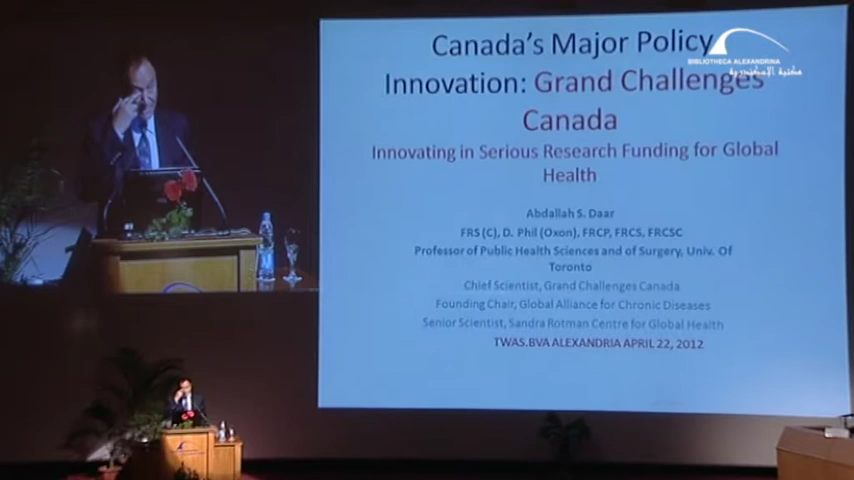 Canada's Major Policy
Innovation: Grand Challenges
Canada
Innovating in Serious Research Funding for Global
Health
Abdallah S. Daar
FRS(C), D. Phil(Oxon), FRCP, FRCS, FRCSC
Professor of Public Health Sciences and of Surgery, Univ. Of
Toronto
Chief Scientist, Grand Challenges Canada
Founding Chair, Global Alliance for Chronic Diseases
Senior Scientist, Sandra Rotman Centre for Global Health
TWAS.BVA ALEXANDRIA APRIL 22, 2012
BIBLIOTHECA ALEXANDRINA
مكتبة الإسكندرية